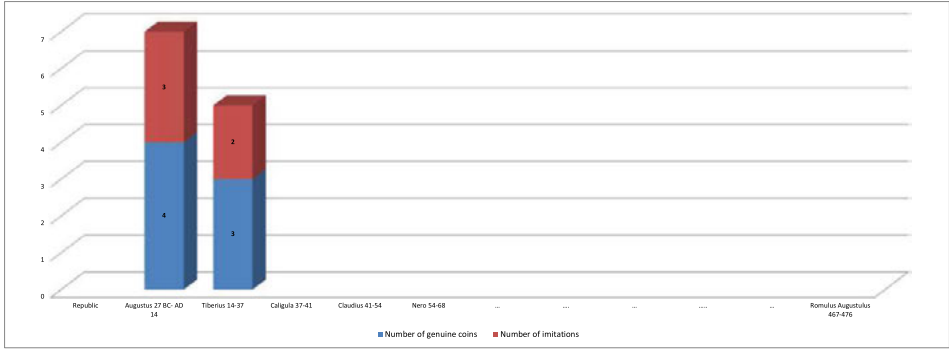 7
6
5
4
3
2
1
0
3
4
2
3
Republic
Augustus 27 BC- AD
14
Tiberius 14-37
Caligula 37-41
Claudius 41-54
Nero 54-68
...
....
...
.....
...
Romulus Augustulus
467-476
Number of genuine coins
Number of imitations